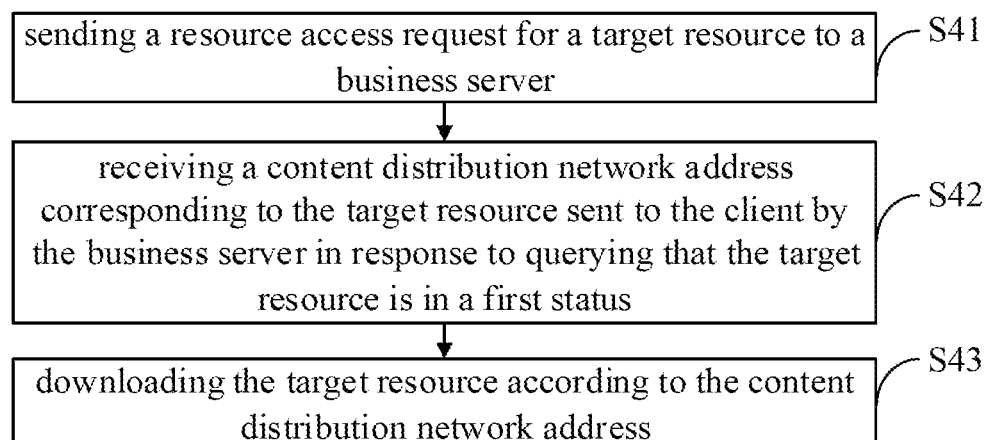 sending a resource access request for a target resource to a
business server
S41
receiving a content distribution network address
corresponding to the target resource sent to the client by
the business server in response to querying that the target
resource is in a first status
S42
downloading the target resource according to the content
distribution network address
S43